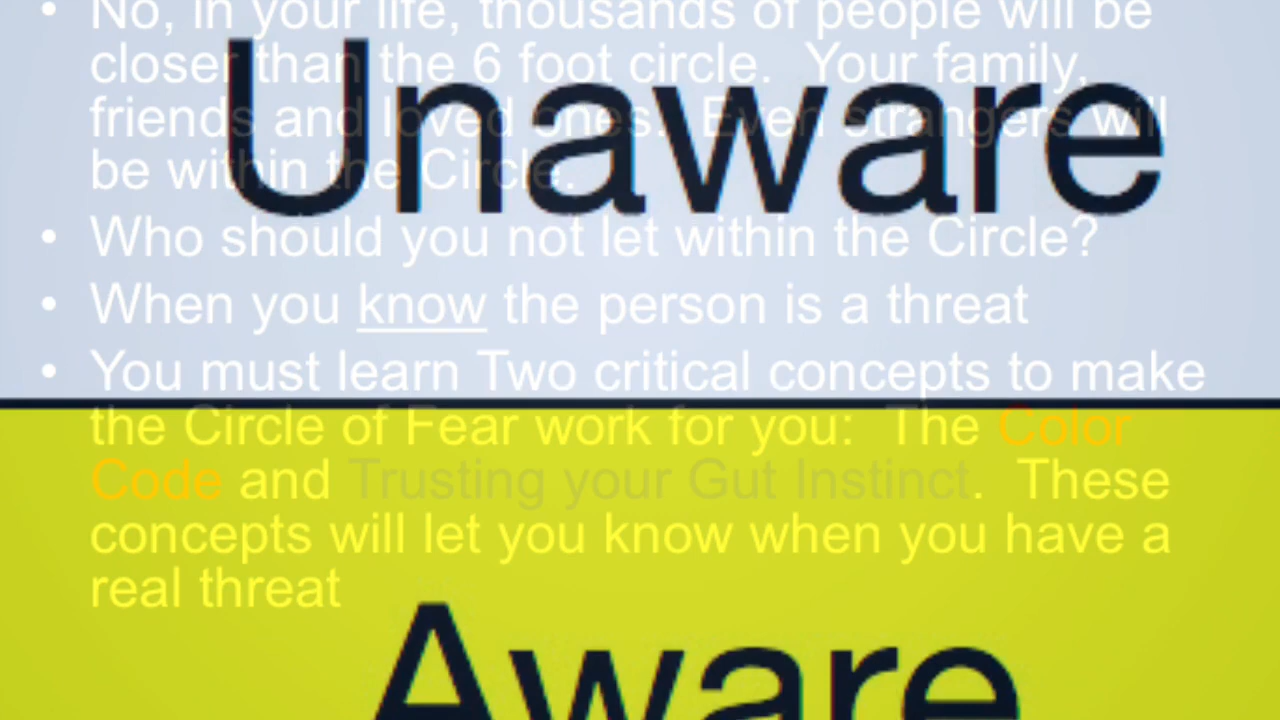 • No, in your life, thousands of people will be
closer than the 6 foot circle. Your family,
friends and loved ones. Even strangers will
be within the Circle.
Unaware
• Who should you not let within the Circle?
• When you know the person is a threat
• You must learn Two critical concepts to make
the Circle of Fear work for you: The Color
Code and Trusting your Gut Instinct. These
concepts will let you know when you have a
real threat
Aware